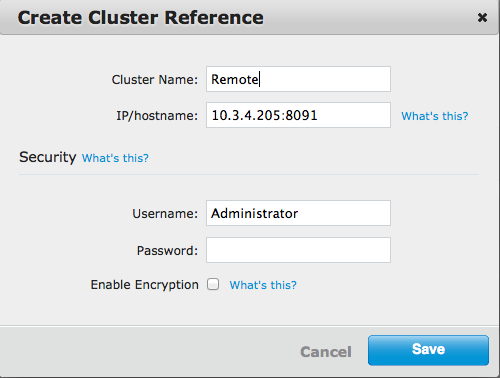 Create Cluster Reference ×
Cluster Name: Remote
IP/hostname: 10.3.4.205:8091 What's this?
Security What's this?
Username: Administrator
Password:
Enable Encryption What's this?
Cancel Save